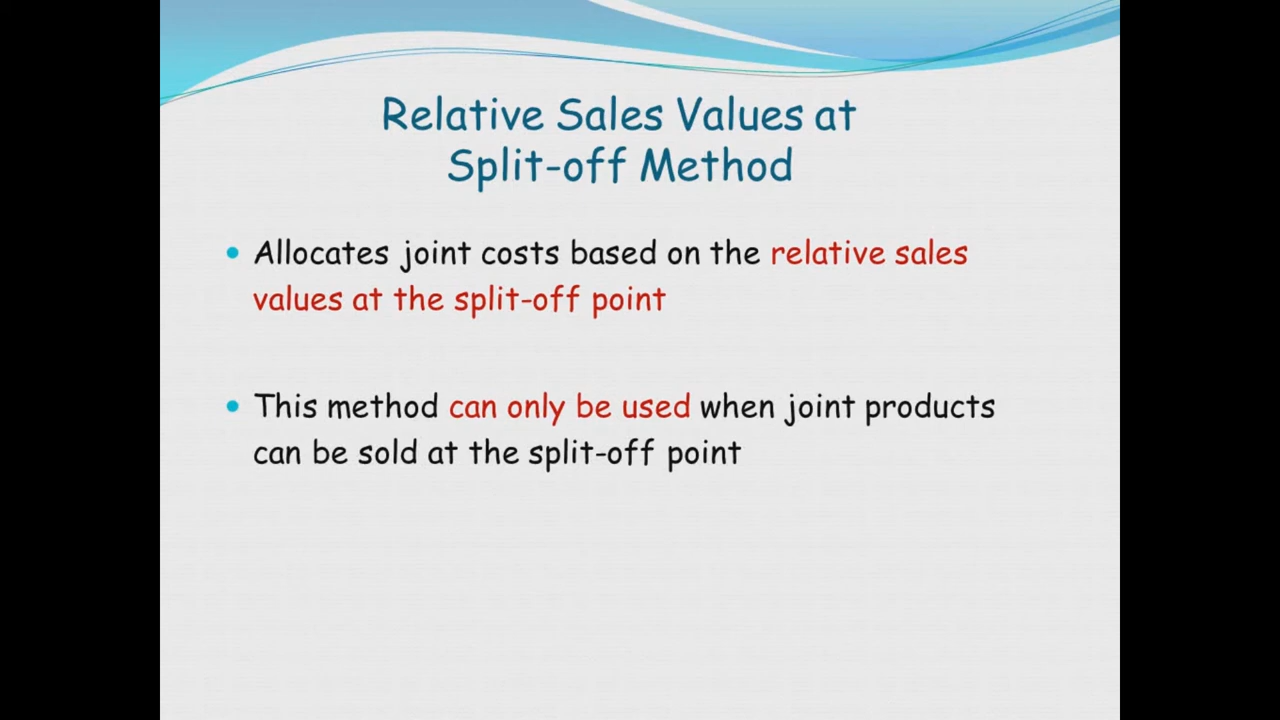 Relative Sales Values at
Split-off Method
• Allocates joint costs based on the relative sales
values at the split-off point
• This method can only be used when joint products
can be sold at the split-off point